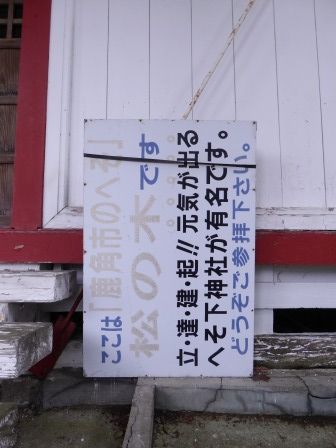 ここは「鹿角市のへそ」
松の木です
立・達・建・起!!元気が出る
へそ下神社が有名です。
どうぞご参拝下さい。